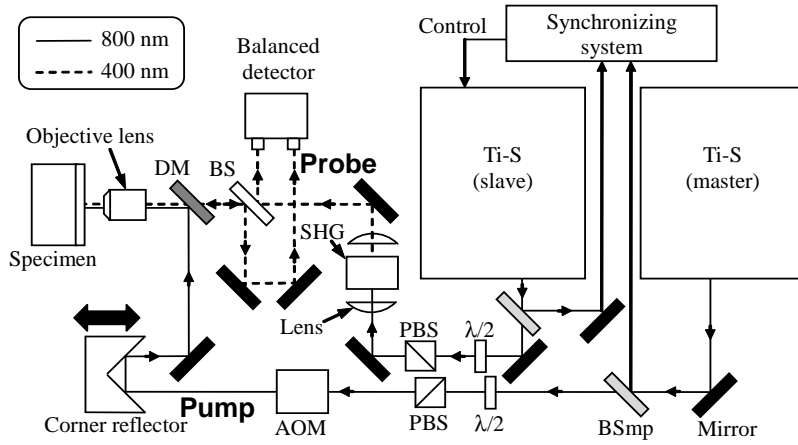 800 nm
400 nm
Balanced
detector
Control
Synchronizing
system
Objective lens
DM
BS
Probe
Ti-S
(slave)
Ti-S
(master)
SHG
Specimen
Lens
PBS
λ/2
Corner reflector
Pump
AOM
PBS
λ/2
BSmp
Mirror